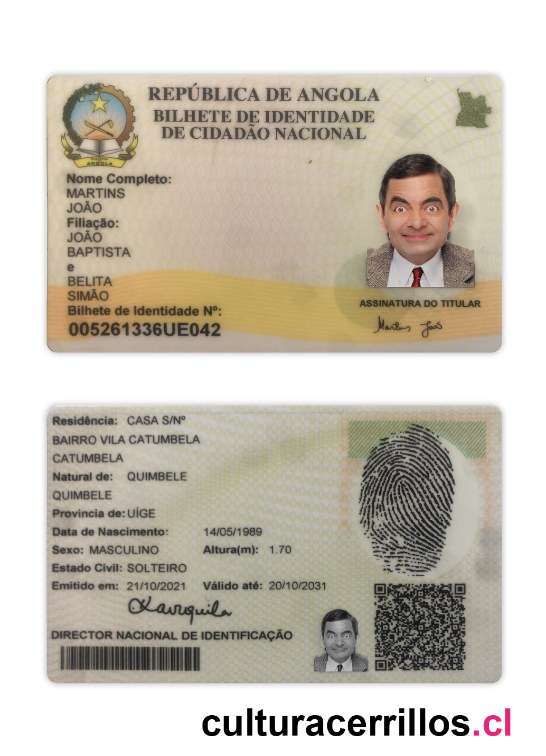 REPÚBLICA DE ANGOLA
BILHETE DE IDENTIDADE
DE CIDADÃO NACIONAL
ANGOLA
Nome Completo:
MARTINS
JOÃO
Filiação:
JOÃO
BAPTISTA
e
BELITA
SIMÃO
Bilhete de Identidade Nº:
005261336UE042
ASSINATURA DO TITULAR
Martins João
Residência: CASA S/Nº
BAIRRO VILA CATUMBELA
CATUMBELA
Natural de: QUIMBELE
QUIMBELE
Provincia de: UÍGE
Data de Nascimento: 14/05/1989
Sexo: MASCULINO Altura(m): 1.70
Estado Civil: SOLTEIRO
Emitido em: 21/10/2021 Válido até: 20/10/2031
DIRECTOR NACIONAL DE IDENTIFICAÇÃO
culturacerrillos.cl